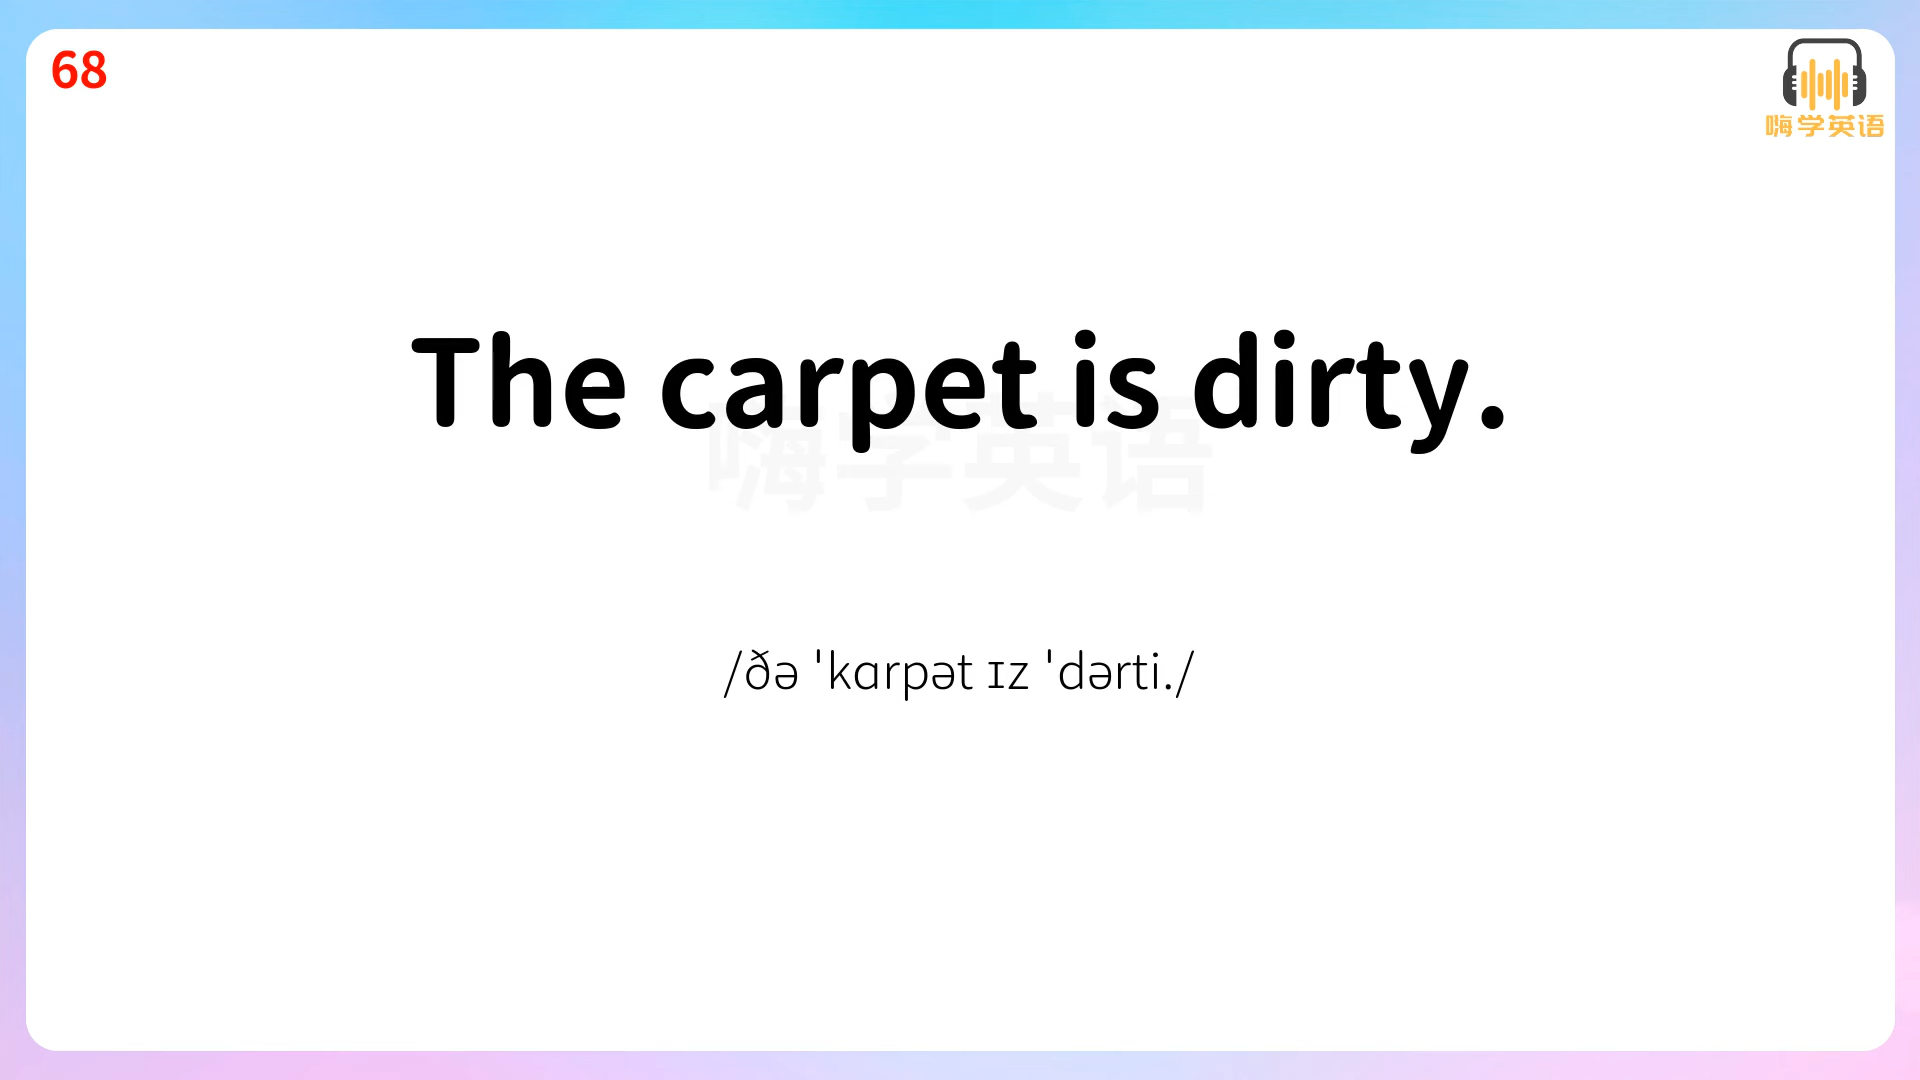 68
嗨学英语
The carpet is dirty.
嗨学英语
/ðə ˈkɑrpət ɪz ˈdərti./